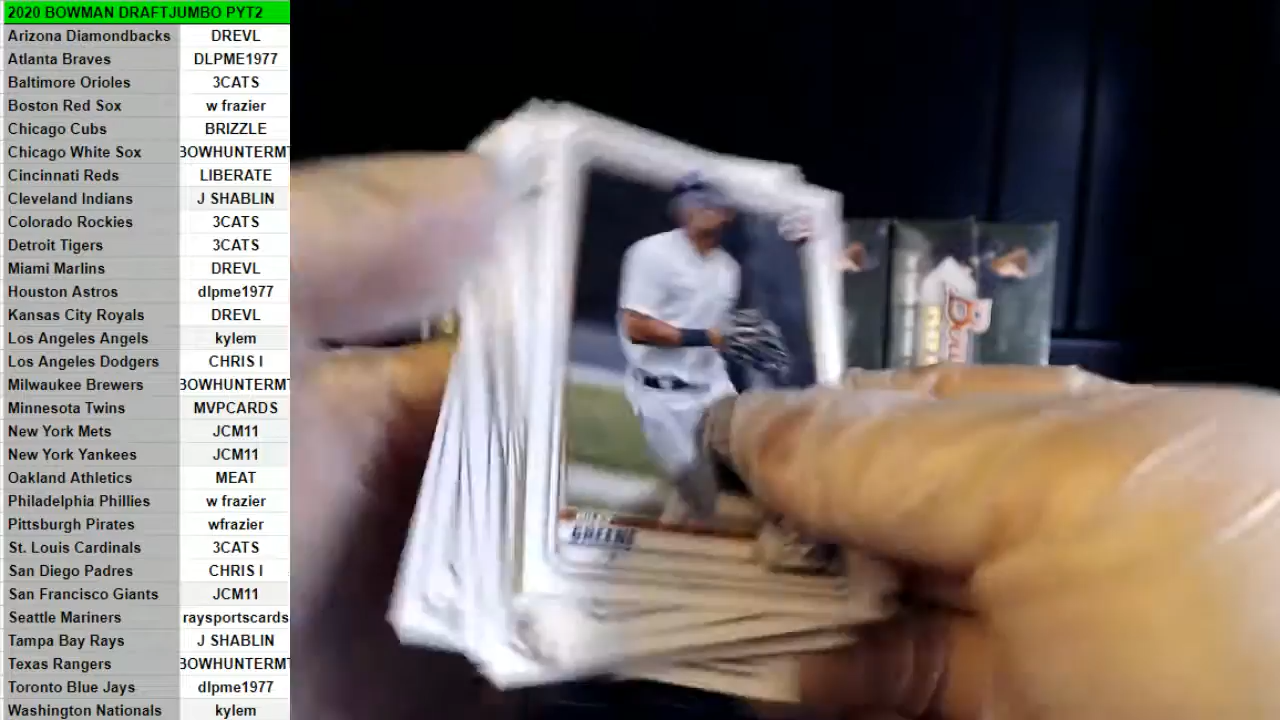 2020 BOWMAN DRAFTJUMBO PYT2
Arizona Diamondbacks DREVL
Atlanta Braves DLPME1977
Baltimore Orioles 3CATS
Boston Red Sox w frazier
Chicago Cubs BRIZZLE
Chicago White Sox BOWHUNTERMT
Cincinnati Reds LIBERATE
Cleveland Indians J SHABLIN
Colorado Rockies 3CATS
Detroit Tigers 3CATS
Miami Marlins DREVL
Houston Astros dlpme1977
Kansas City Royals DREVL
Los Angeles Angels kylem
Los Angeles Dodgers CHRIS I
Milwaukee Brewers BOWHUNTERMT
Minnesota Twins MVPCARDS
New York Mets JCM11
New York Yankees JCM11
Oakland Athletics MEAT
Philadelphia Phillies w frazier
Pittsburgh Pirates wfrazier
St. Louis Cardinals 3CATS
San Diego Padres CHRIS I
San Francisco Giants JCM11
Seattle Mariners raysportscards
Tampa Bay Rays J SHABLIN
Texas Rangers BOWHUNTERMT
Toronto Blue Jays dlpme1977
Washington Nationals kylem
GREENE